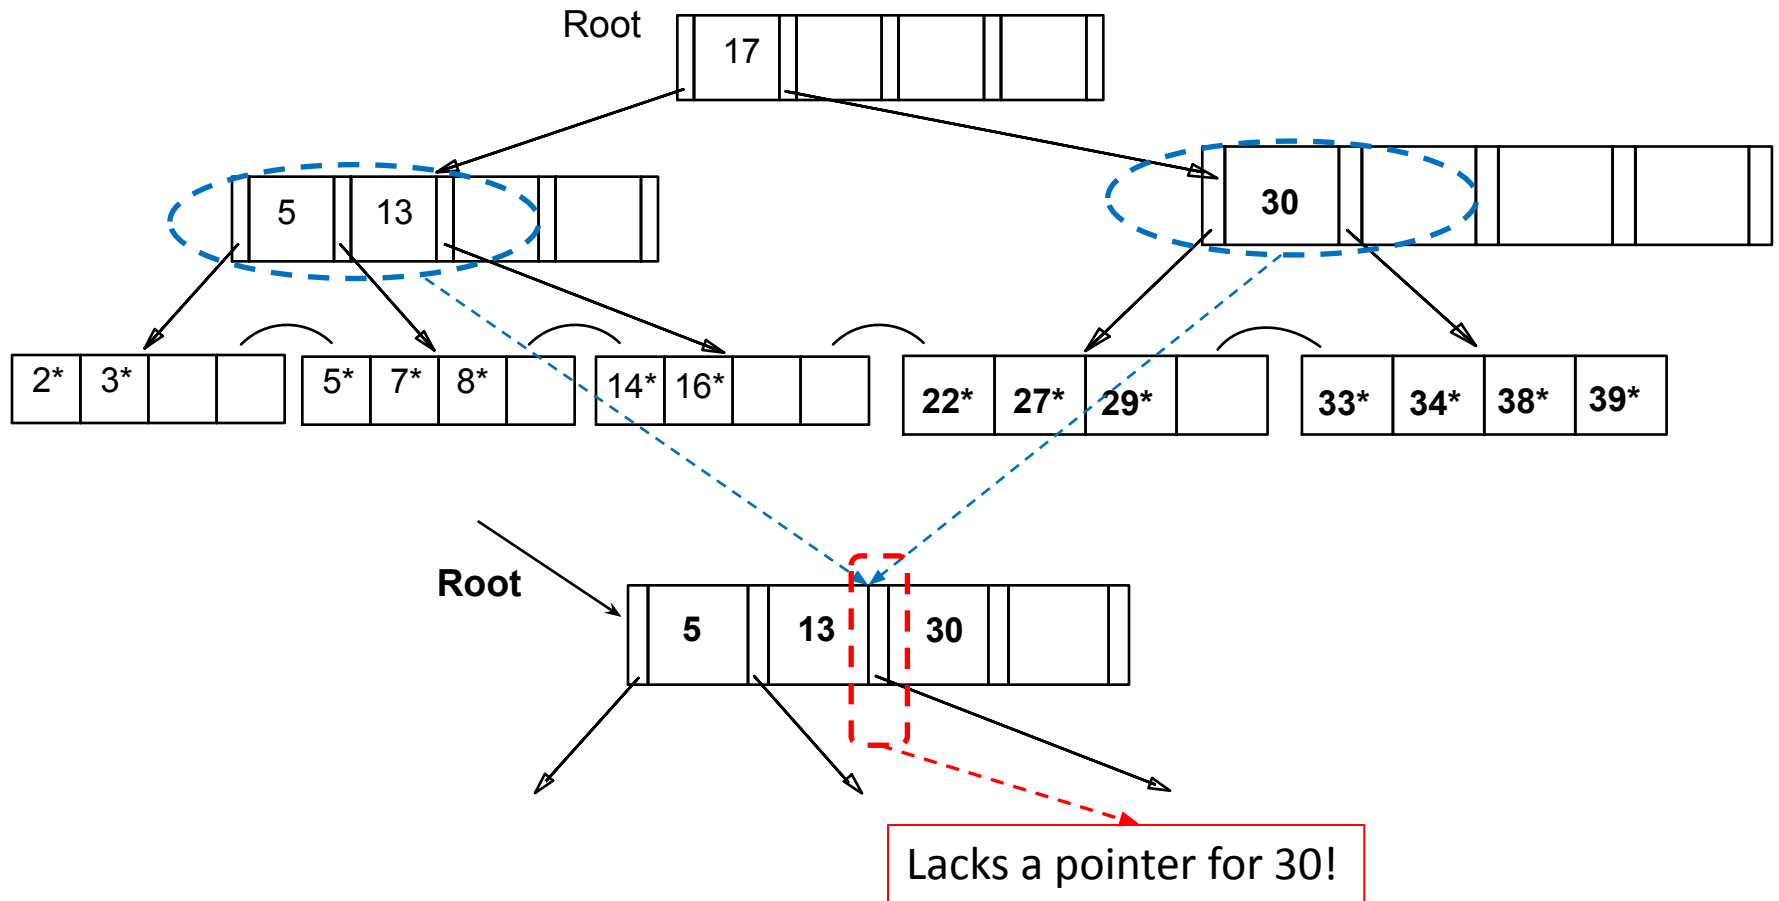 Root
17
5 13
30
2* 3*
5* 7* 8*
14* 16*
22* 27* 29*
33* 34* 38* 39*
Root
5 13 30
Lacks a pointer for 30!